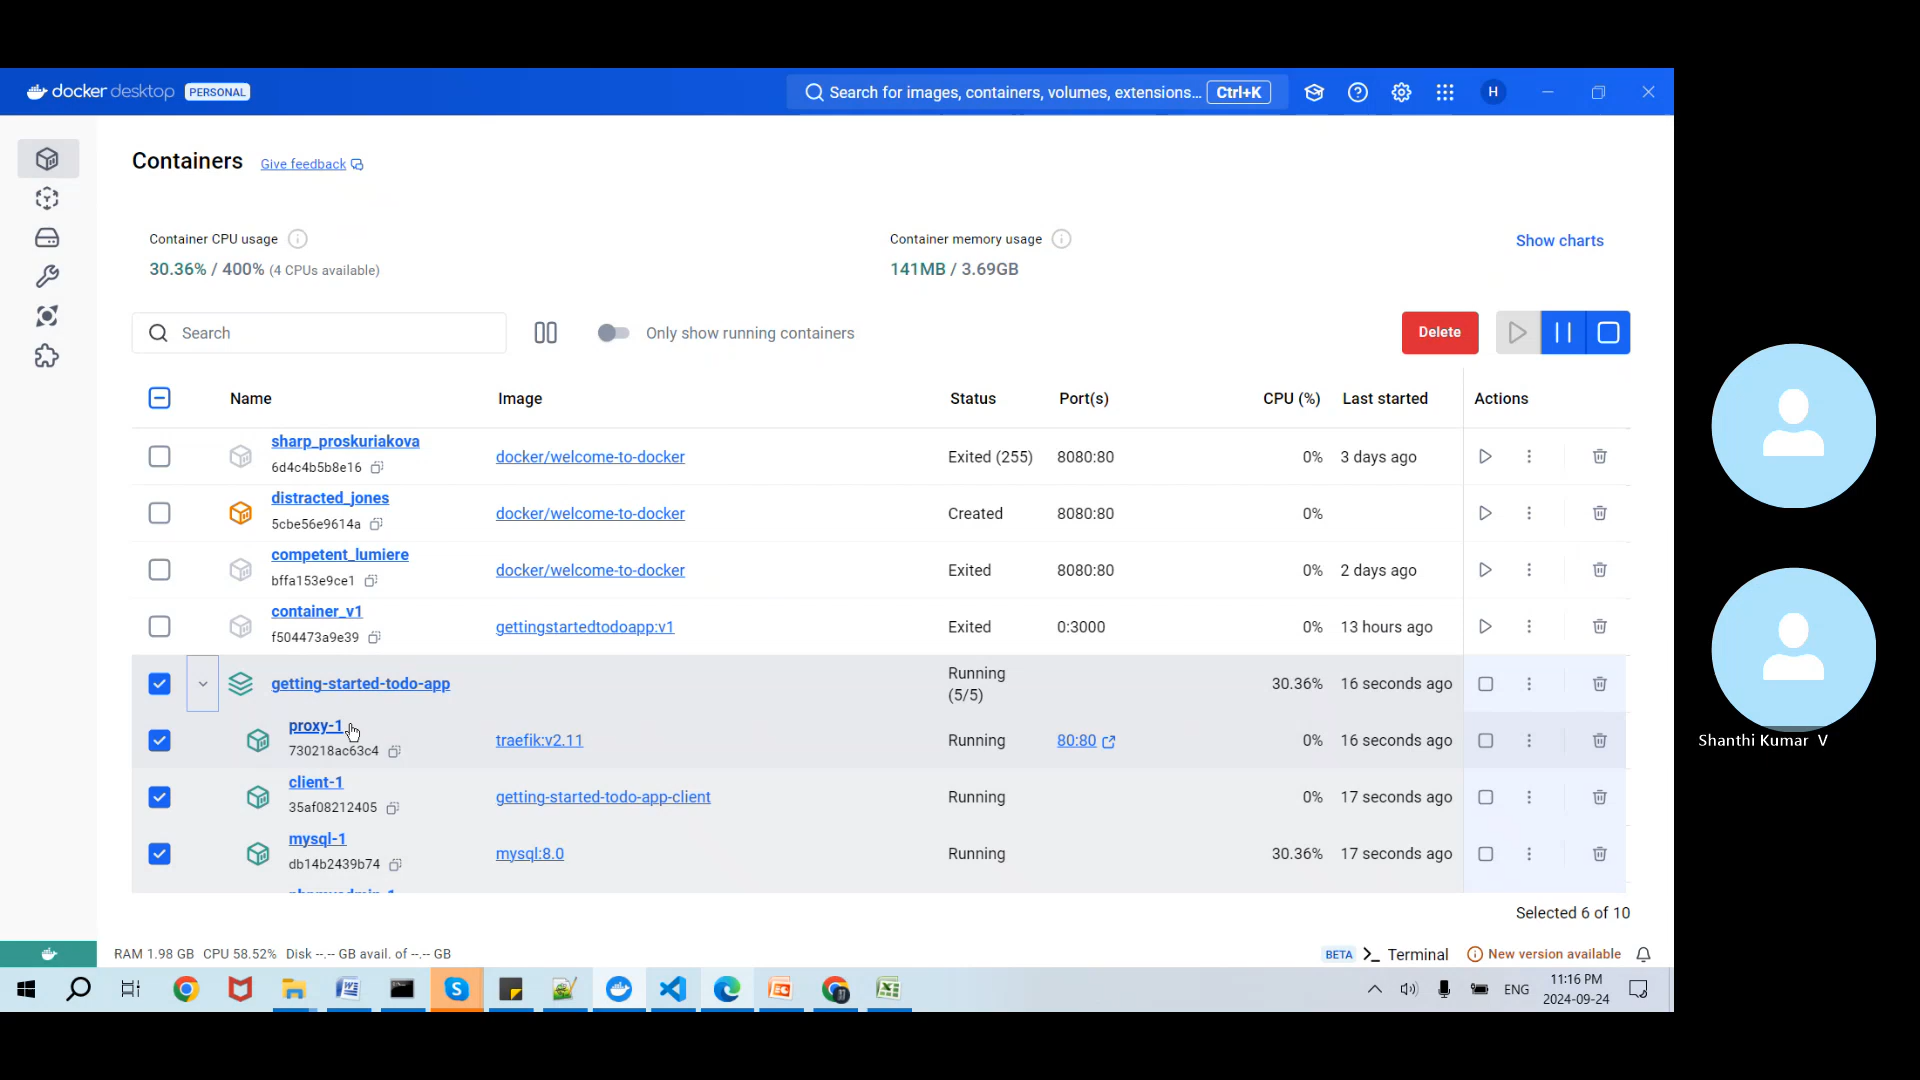 docker desktop PERSONAL
Search for images, containers, volumes, extensions... Ctrl+K
H
Containers Give feedback
Container CPU usage
30.36% / 400% (4 CPUs available)
Container memory usage
141MB / 3.69GB
Show charts
Search
Only show running containers
Delete
Name Image Status Port(s) CPU (%) Last started Actions
sharp_proskuriakova
6d4c4b5b8e16
docker/welcome-to-docker Exited (255) 8080:80 0% 3 days ago
distracted_jones
5cbe56e9614a
docker/welcome-to-docker Created 8080:80 0%
competent_lumiere
bffa153e9ce1
docker/welcome-to-docker Exited 8080:80 0% 2 days ago
container_v1
f504473a9e39
gettingstartedtodoapp:v1 Exited 0:3000 0% 13 hours ago
getting-started-todo-app
Running
(5/5)
30.36% 16 seconds ago
proxy-1
730218ac63c4
traefik:v2.11 Running 80:80 0% 16 seconds ago
client-1
35af08212405
getting-started-todo-app-client Running 0% 17 seconds ago
mysql-1
db14b2439b74
mysql:8.0 Running 30.36% 17 seconds ago
Selected 6 of 10
RAM 1.98 GB CPU 58.52% Disk --.-- GB avail. of --.-- GB
BETA Terminal New version available
ENG
11:16 PM
2024-09-24
Shanthi Kumar V